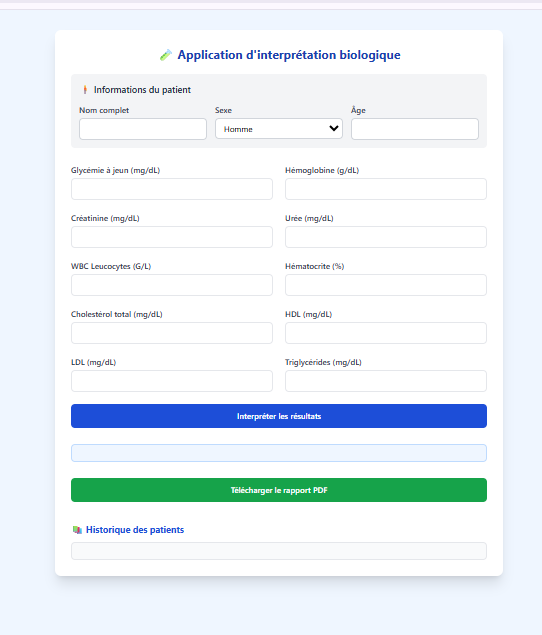 Application d'interprétation biologique
Informations du patient
Nom complet Sexe Âge
Homme
Glycémie à jeun (mg/dL) Hémoglobine (g/dL)
Créatinine (mg/dL) Urée (mg/dL)
WBC Leucocytes (G/L) Hématocrite (%)
Cholestérol total (mg/dL) HDL (mg/dL)
LDL (mg/dL) Triglycérides (mg/dL)
Interpréter les résultats
Télécharger le rapport PDF
Historique des patients